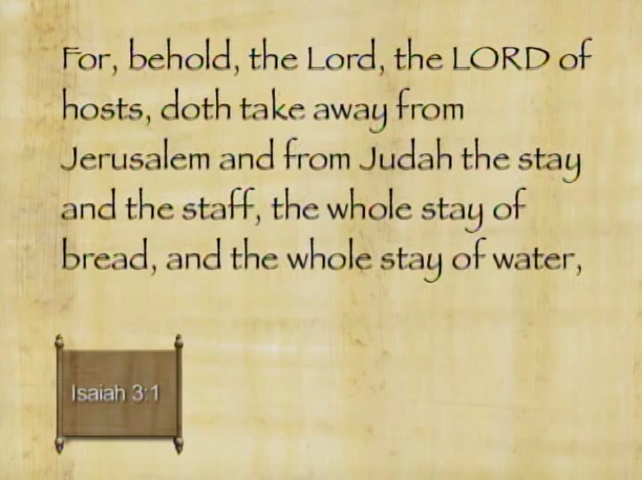 For, behold, the Lord, the LORD of
hosts, doth take away from
Jerusalem and from Judah the stay
and the staff, the whole stay of
bread, and the whole stay of water,
Isaiah 3:1